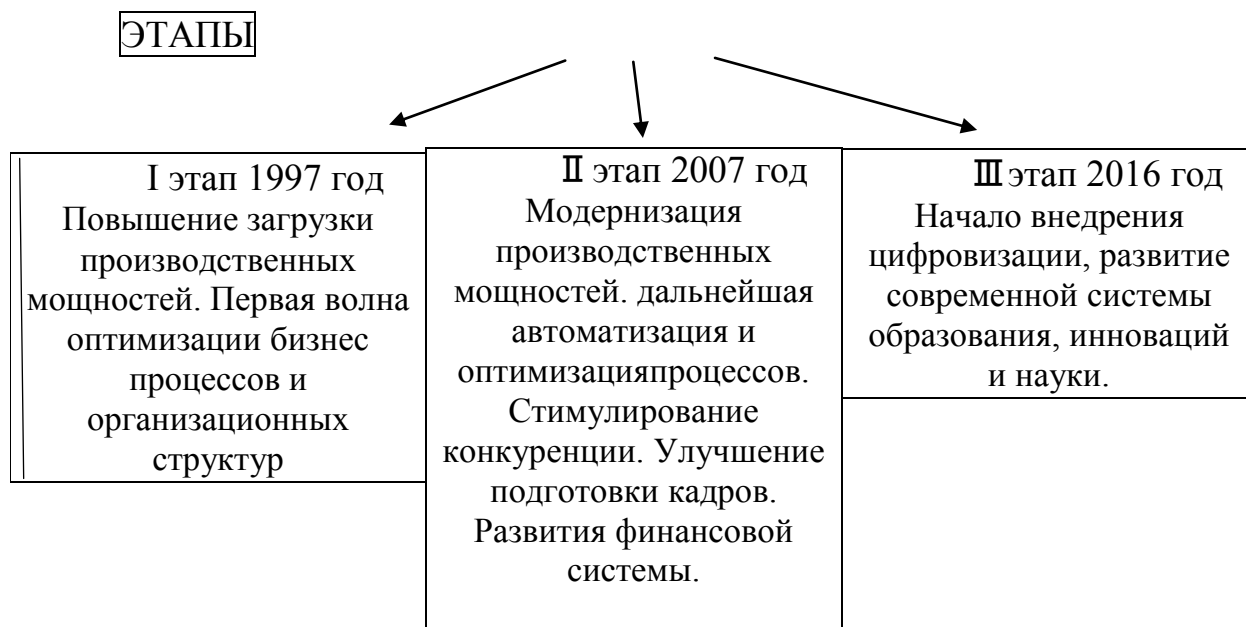 ЭТАПЫ
I этап 1997 год
Повышение загрузки
производственных
мощностей. Первая волна
оптимизации бизнес
процессов и
организационных
структур
Ⅱ этап 2007 год
Модернизация
производственных
мощностей. дальнейшая
автоматизация и
оптимизацияпроцессов.
Стимулирование
конкуренции. Улучшение
подготовки кадров.
Развития финансовой
системы.
Ⅲ этап 2016 год
Начало внедрения
цифровизации, развитие
современной системы
образования, инноваций
и науки.